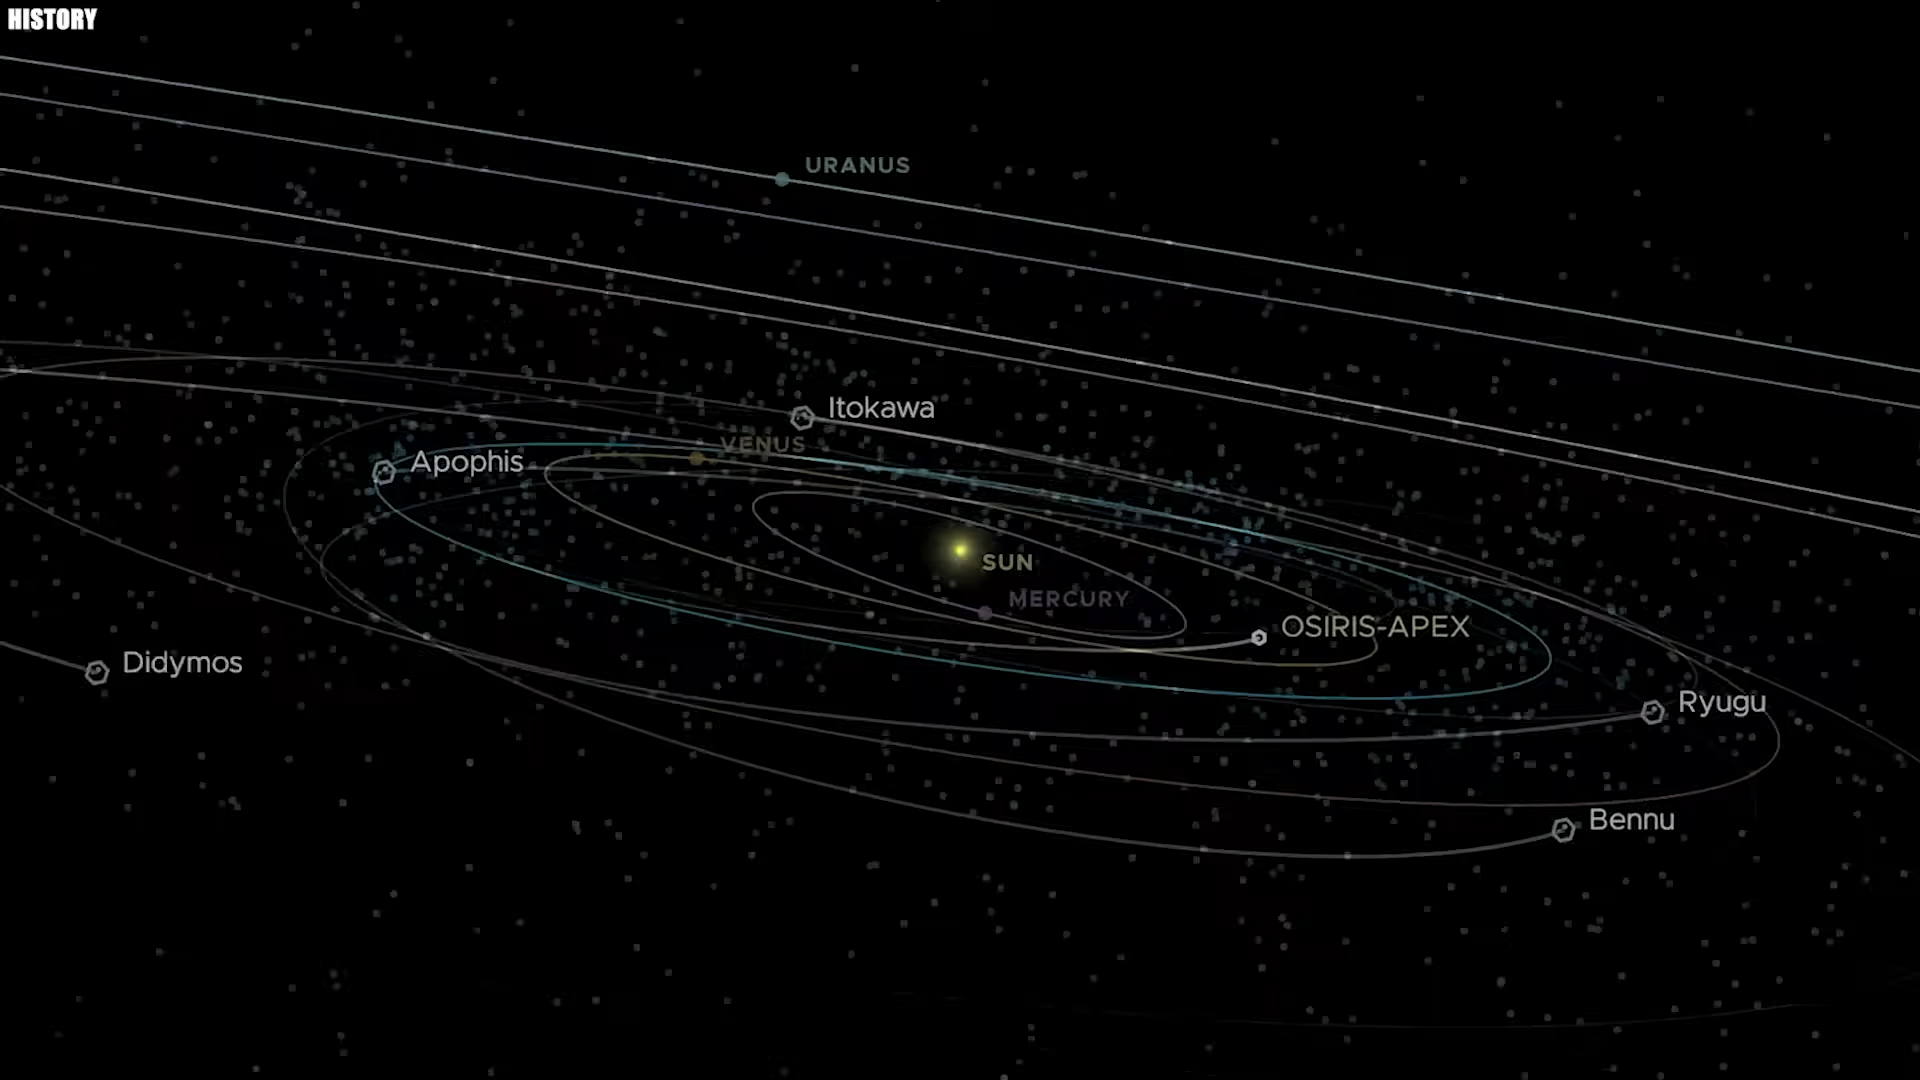 HISTORY
URANUS
Itokawa
VENUS
Apophis
SUN
MERCURY
OSIRIS-APEX
Didymos
Ryugu
Bennu